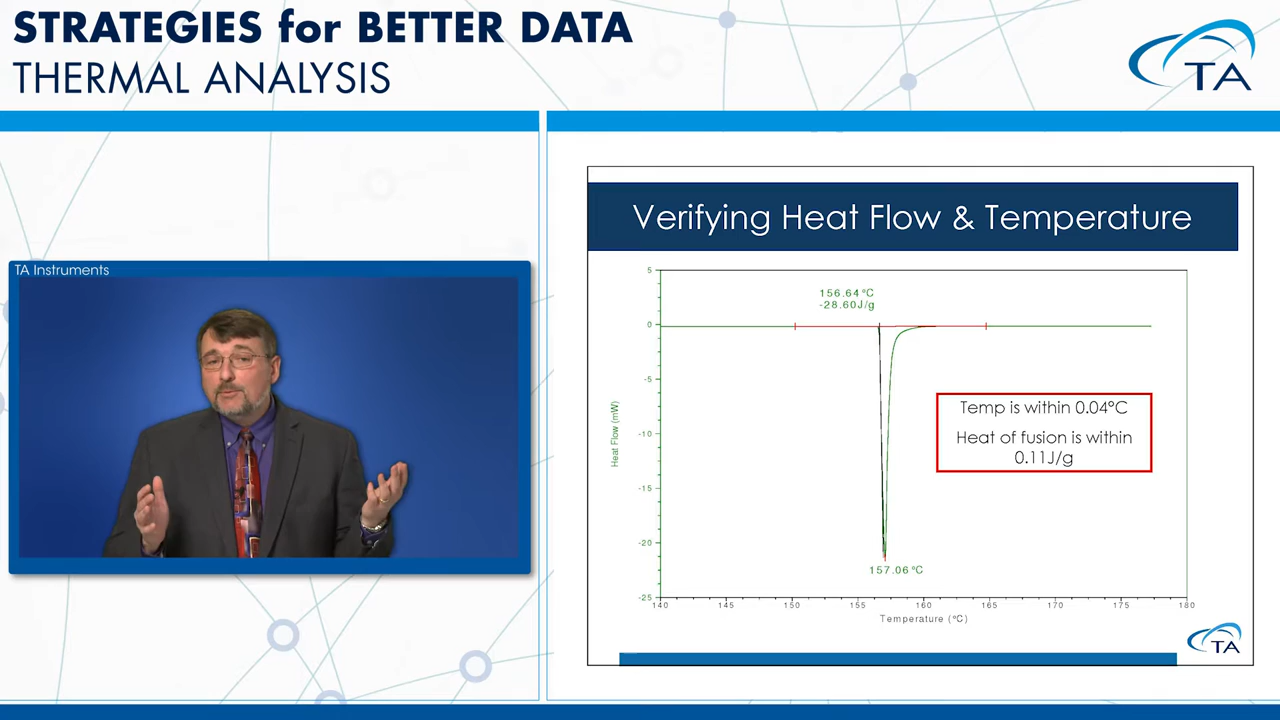 STRATEGIES for BETTER DATA
THERMAL ANALYSIS
TA
TA Instruments
Verifying Heat Flow & Temperature
5
0
-5
-10
-15
-20
-25
Heat Flow (mW)
156.64°C
-28.60J/g
Temp is within 0.04°C
Heat of fusion is within
0.11J/g
157.06°C
140 145 150 155 160 165 170 175 180
Temperature (°C)
TA